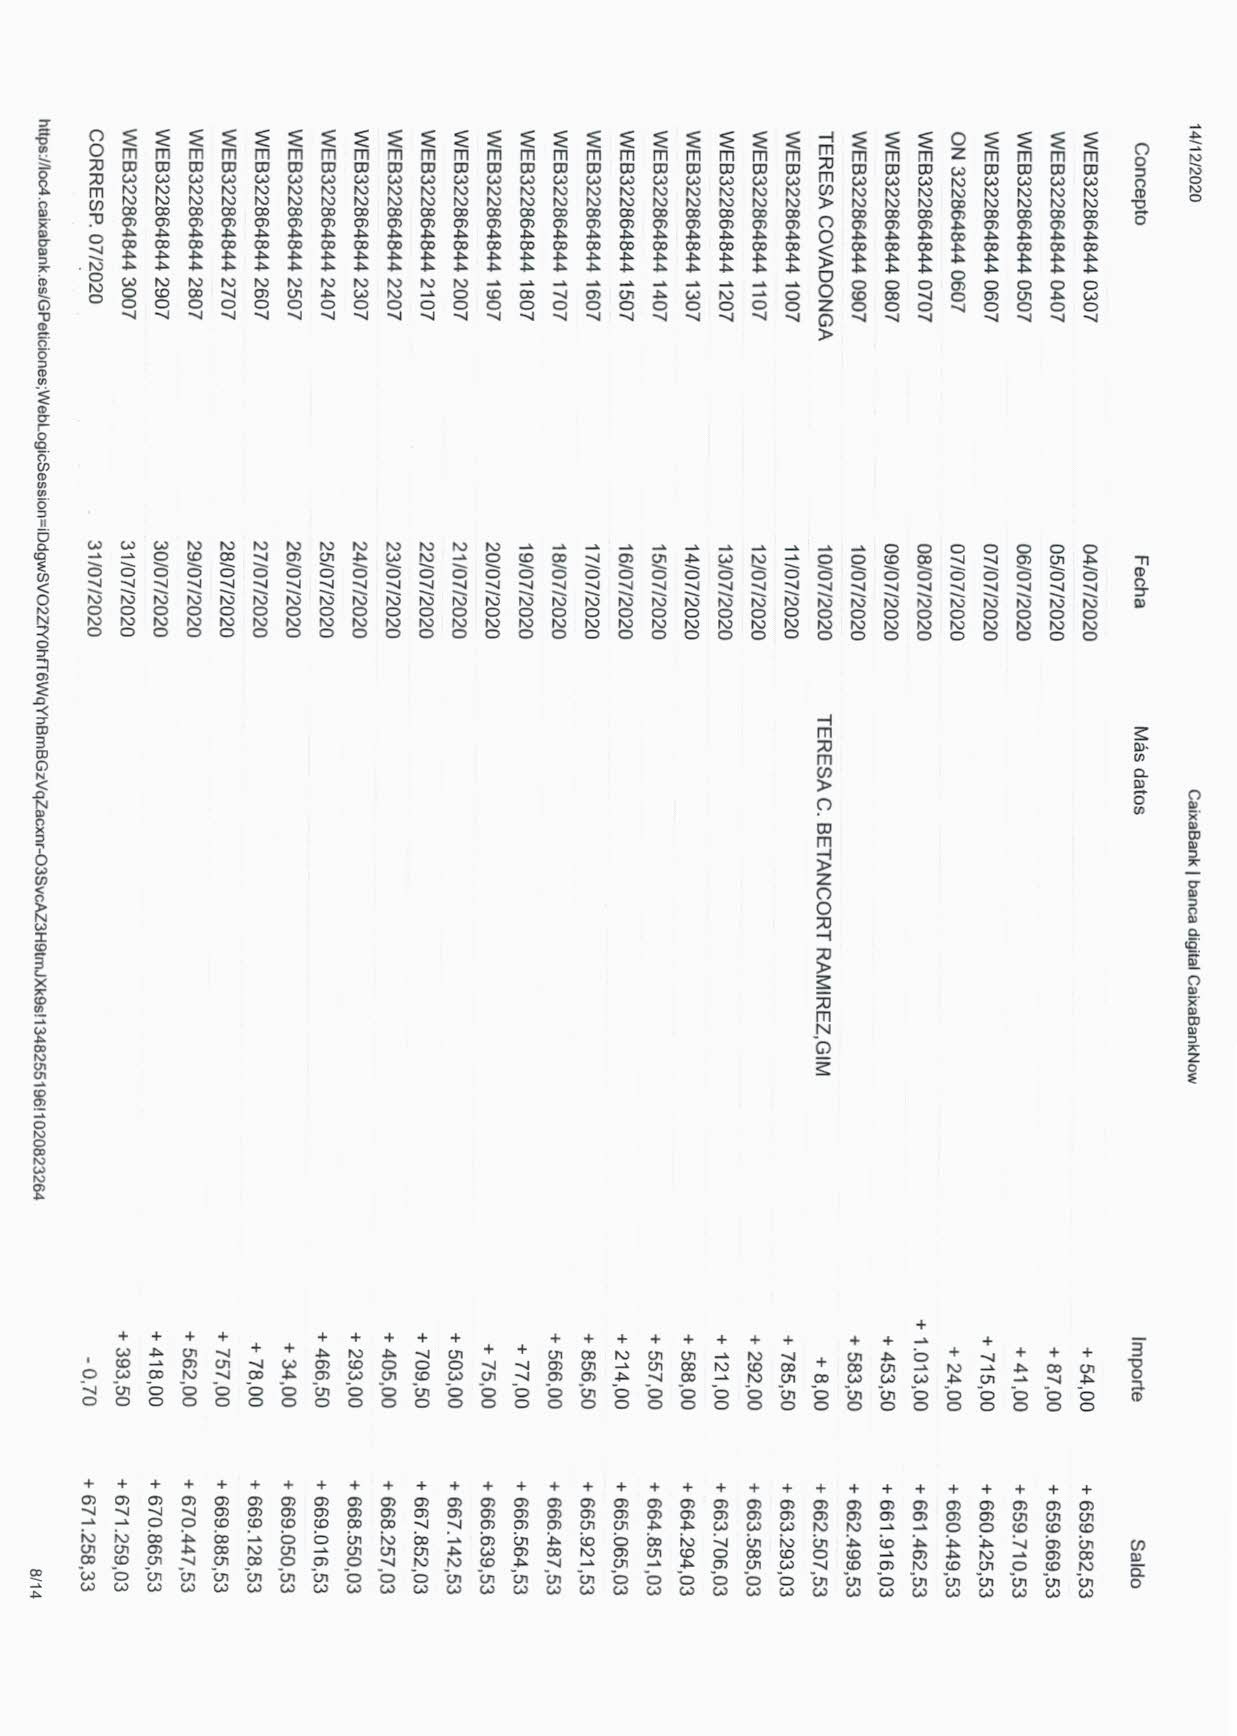 14/12/2020 CaixaBank | banca digital CaixaBankNow
Concepto Fecha Más datos Importe Saldo
WEB322864844 0307 04/07/2020 + 54,00 + 659.582,53
WEB322864844 0407 05/07/2020 + 87,00 + 659.669,53
WEB322864844 0507 06/07/2020 + 41,00 + 659.710,53
WEB322864844 0607 07/07/2020 + 715,00 + 660.425,53
ON 322864844 0607 07/07/2020 + 24,00 + 660.449,53
WEB322864844 0707 08/07/2020 + 1.013,00 + 661.462,53
WEB322864844 0807 09/07/2020 + 453,50 + 661.916,03
WEB322864844 0907 10/07/2020 + 583,50 + 662.499,53
TERESA COVADONGA 10/07/2020 TERESA C. BETANCORT RAMIREZ,GIM + 8,00 + 662.507,53
WEB322864844 1007 11/07/2020 + 785,50 + 663.293,03
WEB322864844 1107 12/07/2020 + 292,00 + 663.585,03
WEB322864844 1207 13/07/2020 + 121,00 + 663.706,03
WEB322864844 1307 14/07/2020 + 588,00 + 664.294,03
WEB322864844 1407 15/07/2020 + 557,00 + 664.851,03
WEB322864844 1507 16/07/2020 + 214,00 + 665.065,03
WEB322864844 1607 17/07/2020 + 856,50 + 665.921,53
WEB322864844 1707 18/07/2020 + 566,00 + 666.487,53
WEB322864844 1807 19/07/2020 + 77,00 + 666.564,53
WEB322864844 1907 20/07/2020 + 75,00 + 666.639,53
WEB322864844 2007 21/07/2020 + 503,00 + 667.142,53
WEB322864844 2107 22/07/2020 + 709,50 + 667.852,03
WEB322864844 2207 23/07/2020 + 405,00 + 668.257,03
WEB322864844 2307 24/07/2020 + 293,00 + 668.550,03
WEB322864844 2407 25/07/2020 + 466,50 + 669.016,53
WEB322864844 2507 26/07/2020 + 34,00 + 669.050,53
WEB322864844 2607 27/07/2020 + 78,00 + 669.128,53
WEB322864844 2707 28/07/2020 + 757,00 + 669.885,53
WEB322864844 2807 29/07/2020 + 562,00 + 670.447,53
WEB322864844 2907 30/07/2020 + 418,00 + 670.865,53
WEB322864844 3007 31/07/2020 + 393,50 + 671.259,03
CORRESP. 07/2020 31/07/2020 - 0,70 + 671.258,33
https://loo4.caixabank.es/GPeticiones;WebLogicSession=iDdgwSVO2ZfY0hfT6WqYhBmBGzVqZacxnr-O3SvcAZ3H9tmJXk9s!1348255196!1020823264 8/14